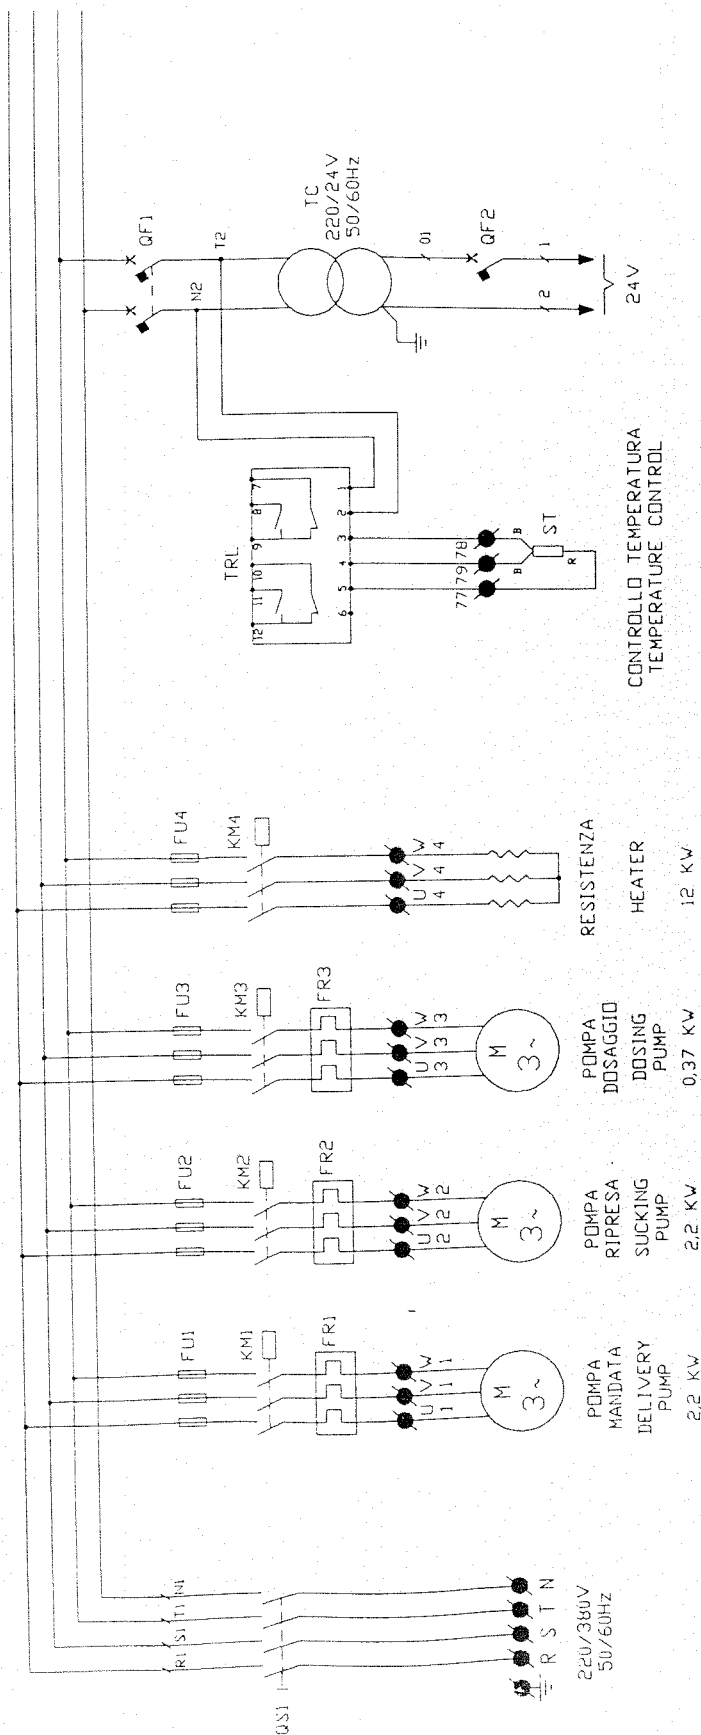 QS1
R1
S1
T1
N1
R S T N
220/380V
50/60Hz
FU1
KM1
FR1
U V W
1 1 1
M
3~
POMPA
MANDATA
DELIVERY
PUMP
2,2 KW
FU2
KM2
FR2
U V W
2 2 2
M
3~
POMPA
RIPRESA
SUCKING
PUMP
2,2 KW
FU3
KM3
FR3
U V W
3 3 3
M
3~
POMPA
DOSAGGIO
DOSING
PUMP
0,37 KW
FU4
KM4
U V W
4 4 4
RESISTENZA
HEATER
12 KW
TRL
12 11 10 9 8 7
6 5 4 3 2 1
77 79 78
B B
ST
R
CONTROLLO TEMPERATURA
TEMPERATURE CONTROL
QF1
N2
T2
TC
220/24V
50/60Hz
01
QF2
2 1
24V